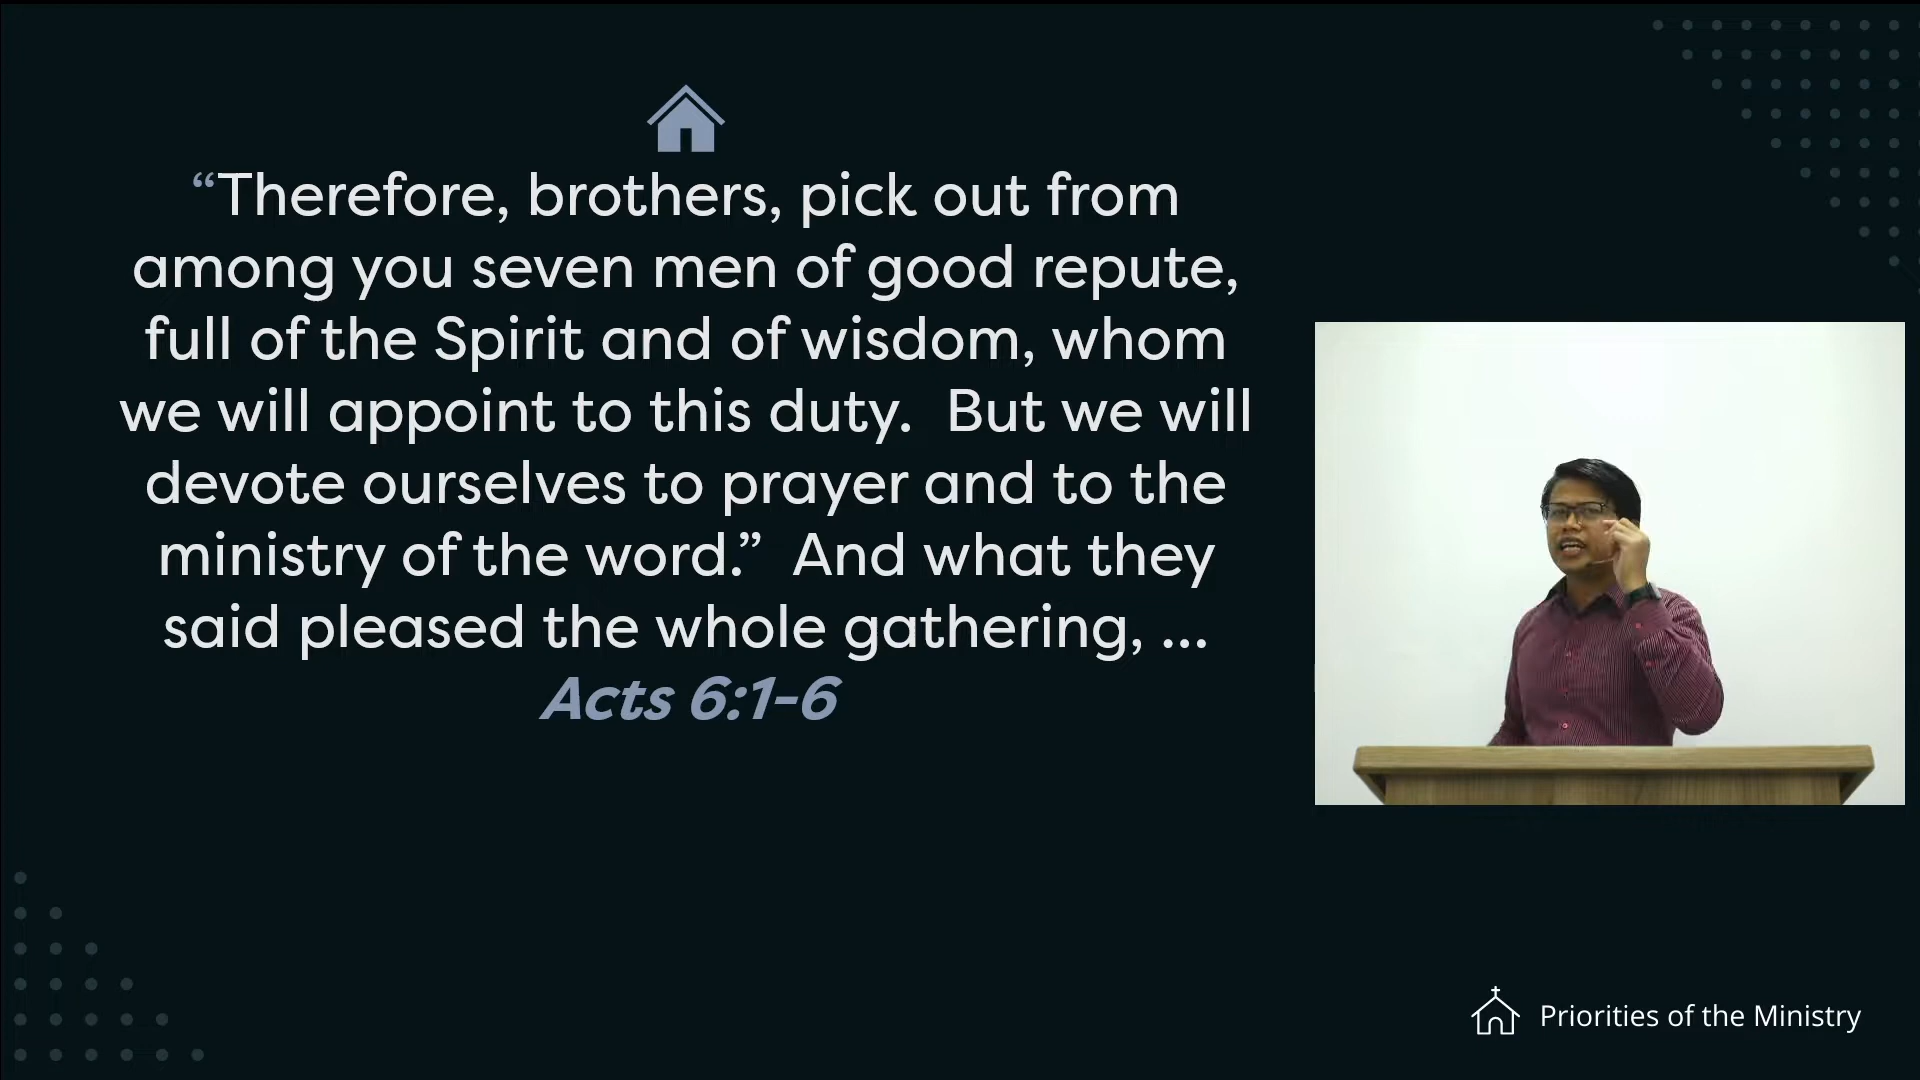 “Therefore, brothers, pick out from
among you seven men of good repute,
full of the Spirit and of wisdom, whom
we will appoint to this duty.  But we will
devote ourselves to prayer and to the
ministry of the word.”  And what they
said pleased the whole gathering, ...
Acts 6:1-6
Priorities of the Ministry